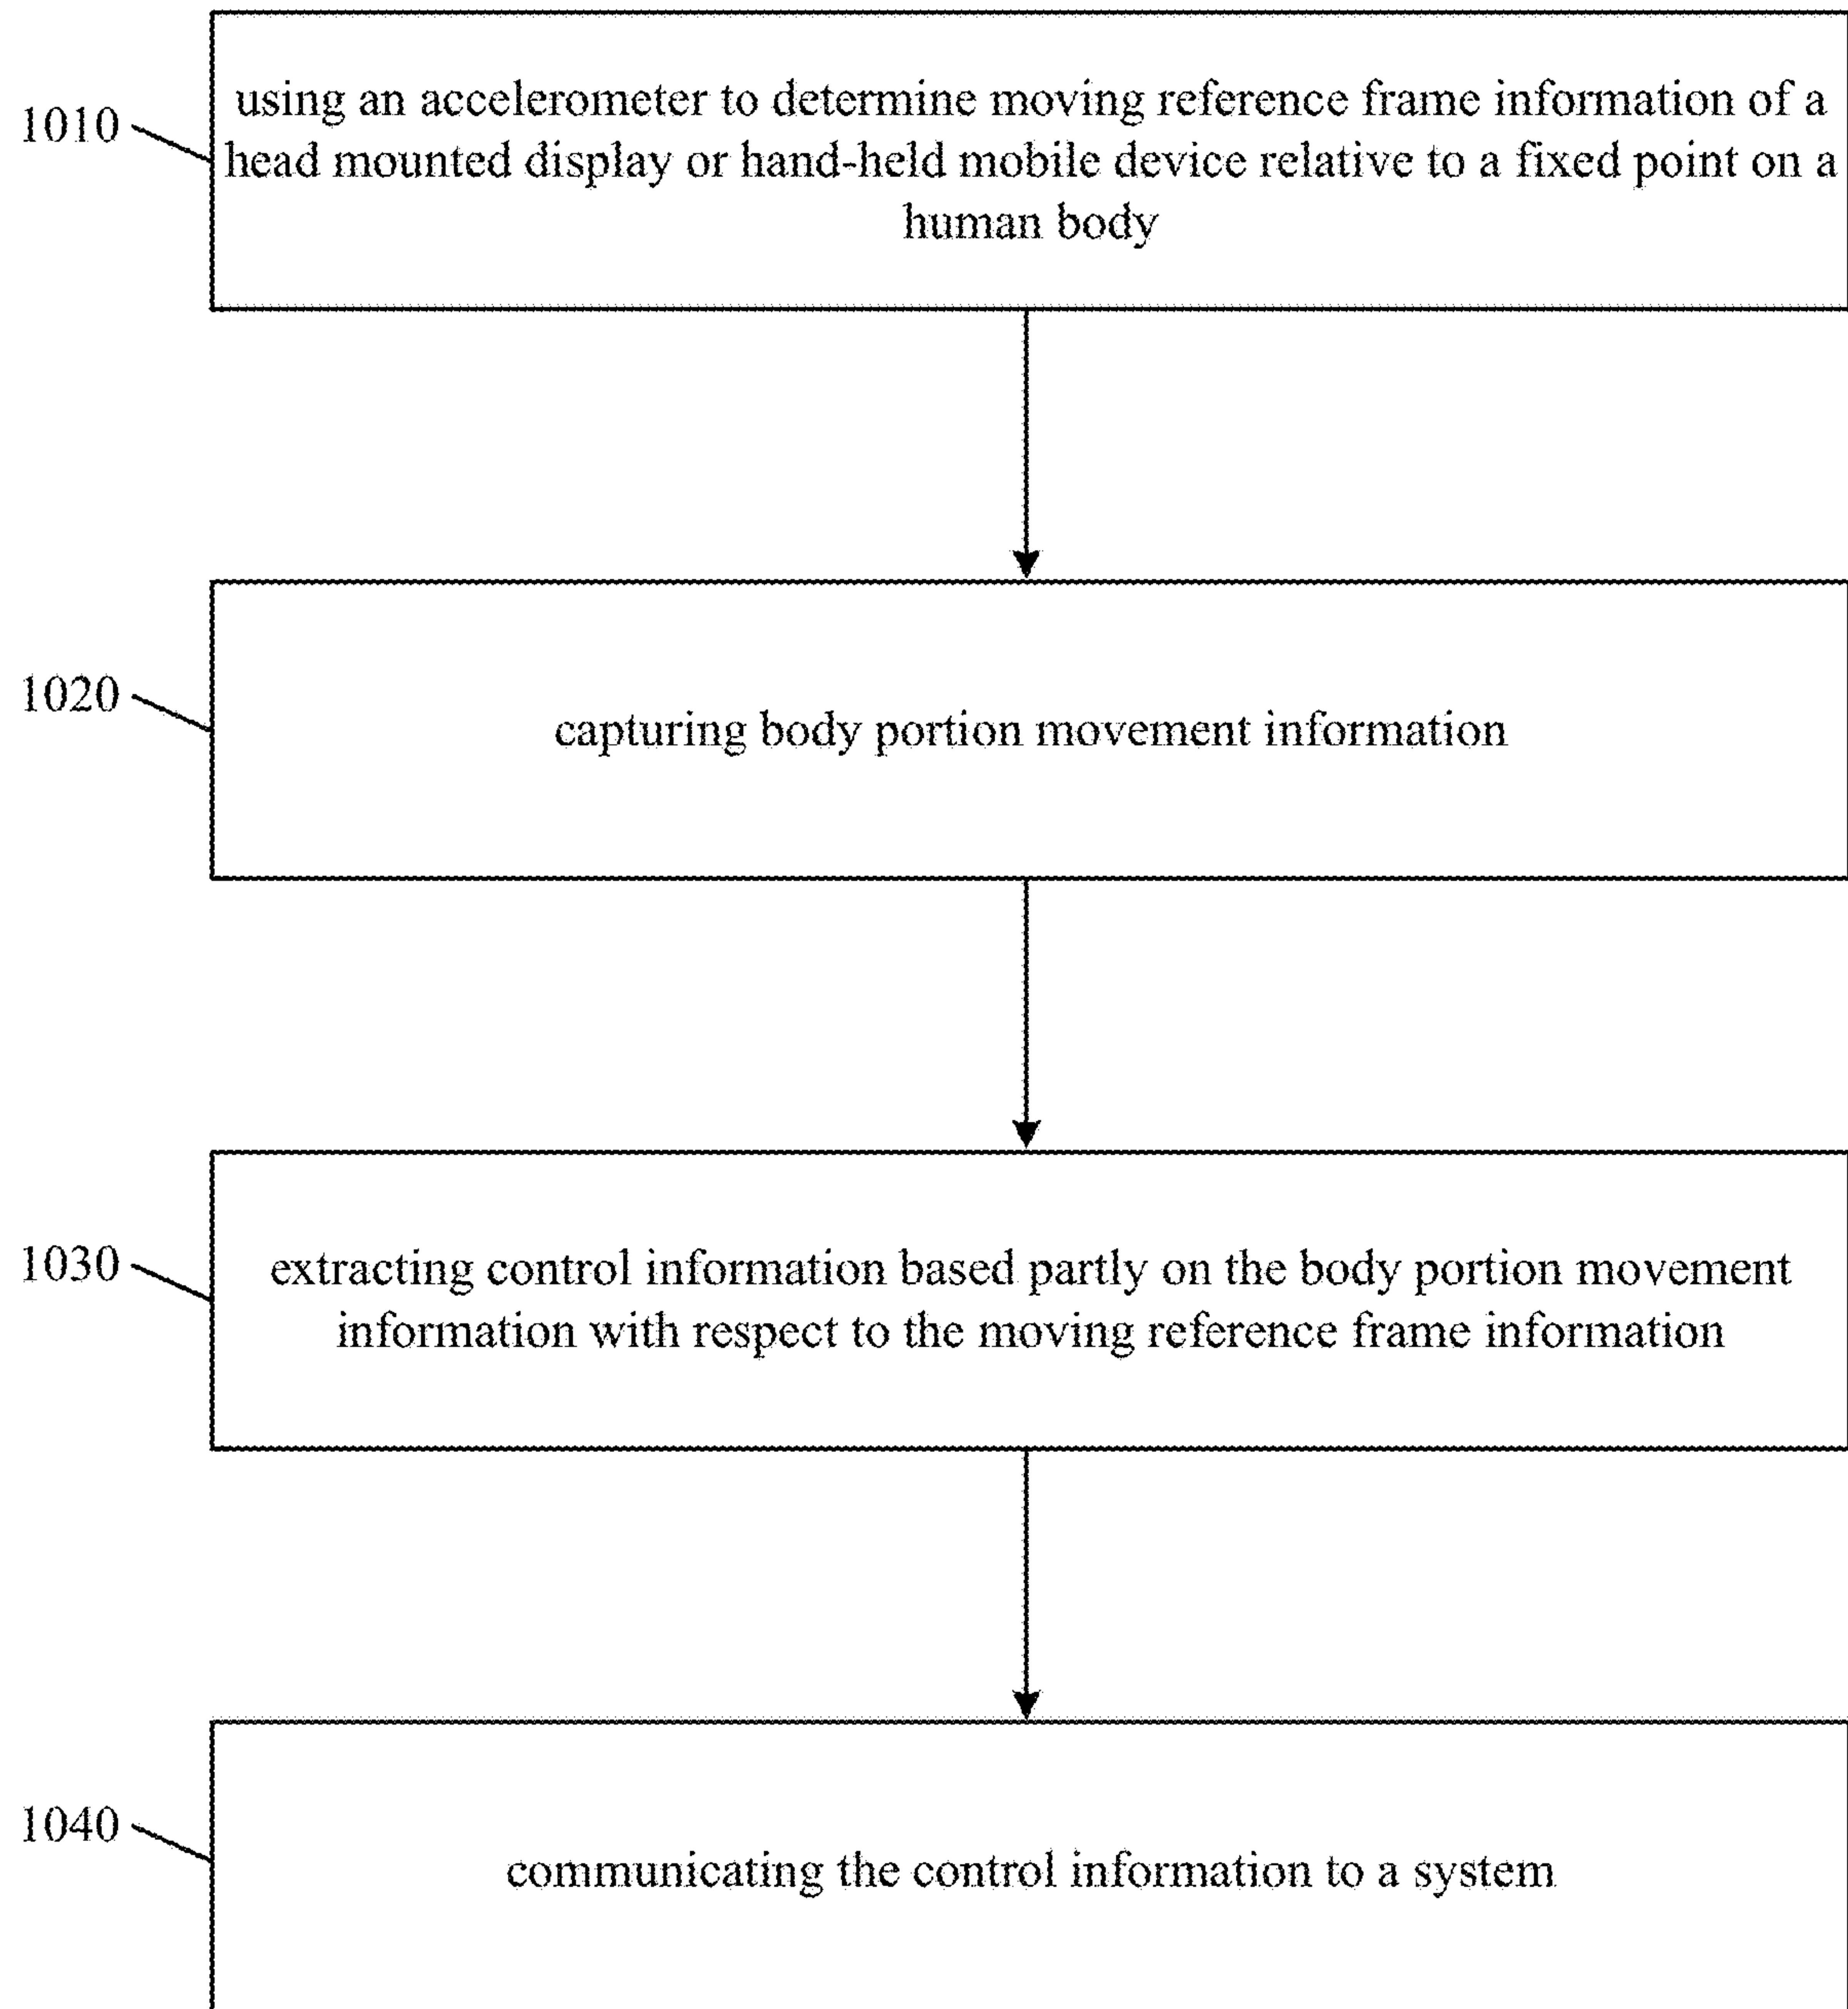 1010
using an accelerometer to determine moving reference frame information of a
head mounted display or hand-held mobile device relative to a fixed point on a
human body
1020
capturing body portion movement information
1030
extracting control information based partly on the body portion movement
information with respect to the moving reference frame information
1040
communicating the control information to a system